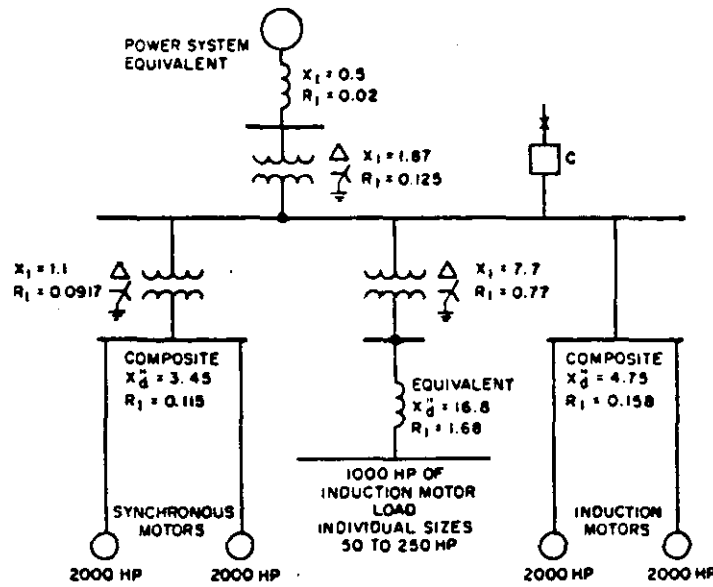 POWER SYSTEM
EQUIVALENT
X₁ = 0.5
R₁ = 0.02
X₁ = 1.87
R₁ = 0.125
C
X₁ = 1.1
R₁ = 0.0917
X₁ = 7.7
R₁ = 0.77
COMPOSITE
X"d = 3.45
R₁ = 0.115
EQUIVALENT
X"d = 16.8
R₁ = 1.68
COMPOSITE
X"d = 4.75
R₁ = 0.158
1000 HP OF
INDUCTION MOTOR
LOAD
INDIVIDUAL SIZES
50 TO 250 HP
SYNCHRONOUS
MOTORS
INDUCTION
MOTORS
2000 HP
2000 HP
2000 HP
2000 HP